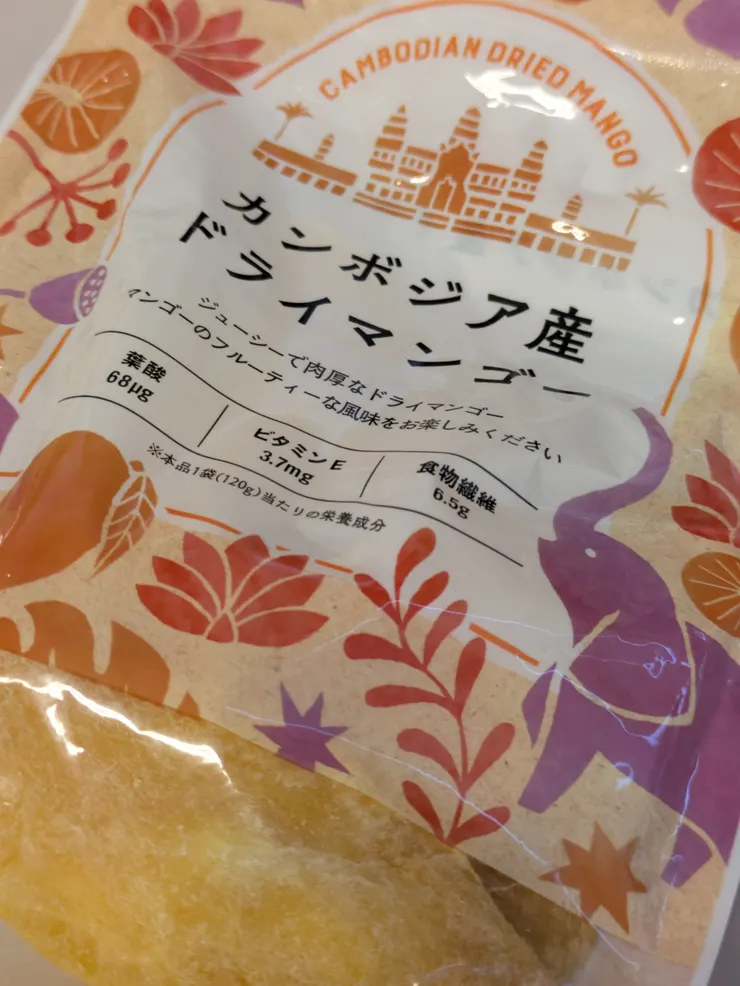 CAMBODIAN DRIED MANGO
カンボジア産
ドライマンゴー
ジューシーで肉厚なドライマンゴー
マンゴーのフルーティーな風味をお楽しみください
葉酸
68μg
ビタミンE
3.7mg
食物繊維
6.5g
※本品1袋(120g)当たりの栄養成分